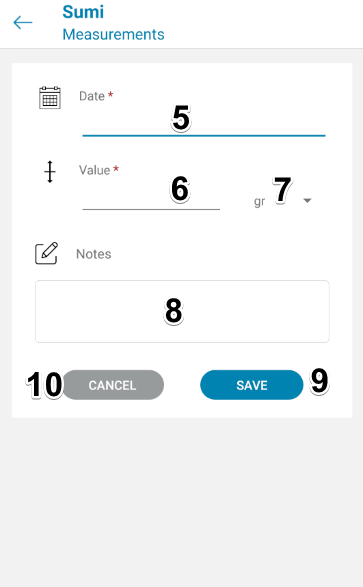 Sumi
Measurements
Date *
5
Value *
6
gr
7
Notes
8
10
CANCEL
SAVE
9